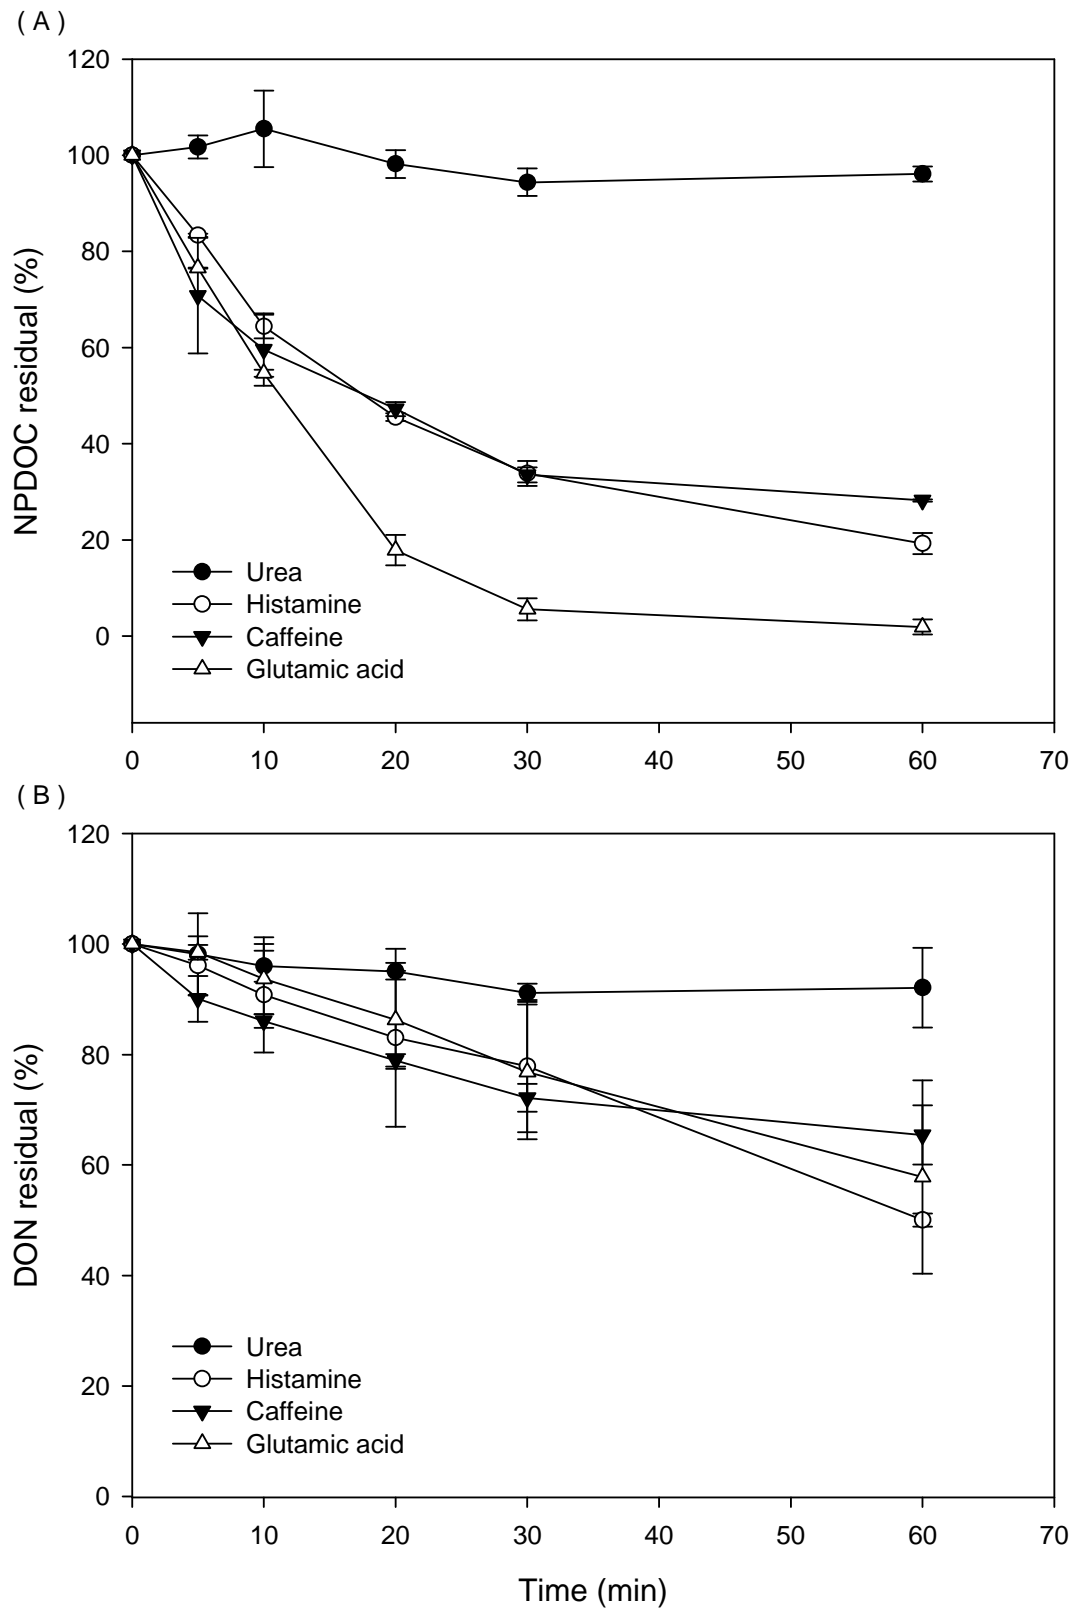 ( A )
120
100
80
60
40
20
0
NPDOC residual (%)
Urea
Histamine
Caffeine
Glutamic acid
0 10 20 30 40 50 60 70
( B )
120
100
80
60
40
20
0
DON residual (%)
Urea
Histamine
Caffeine
Glutamic acid
0 10 20 30 40 50 60 70
Time (min)